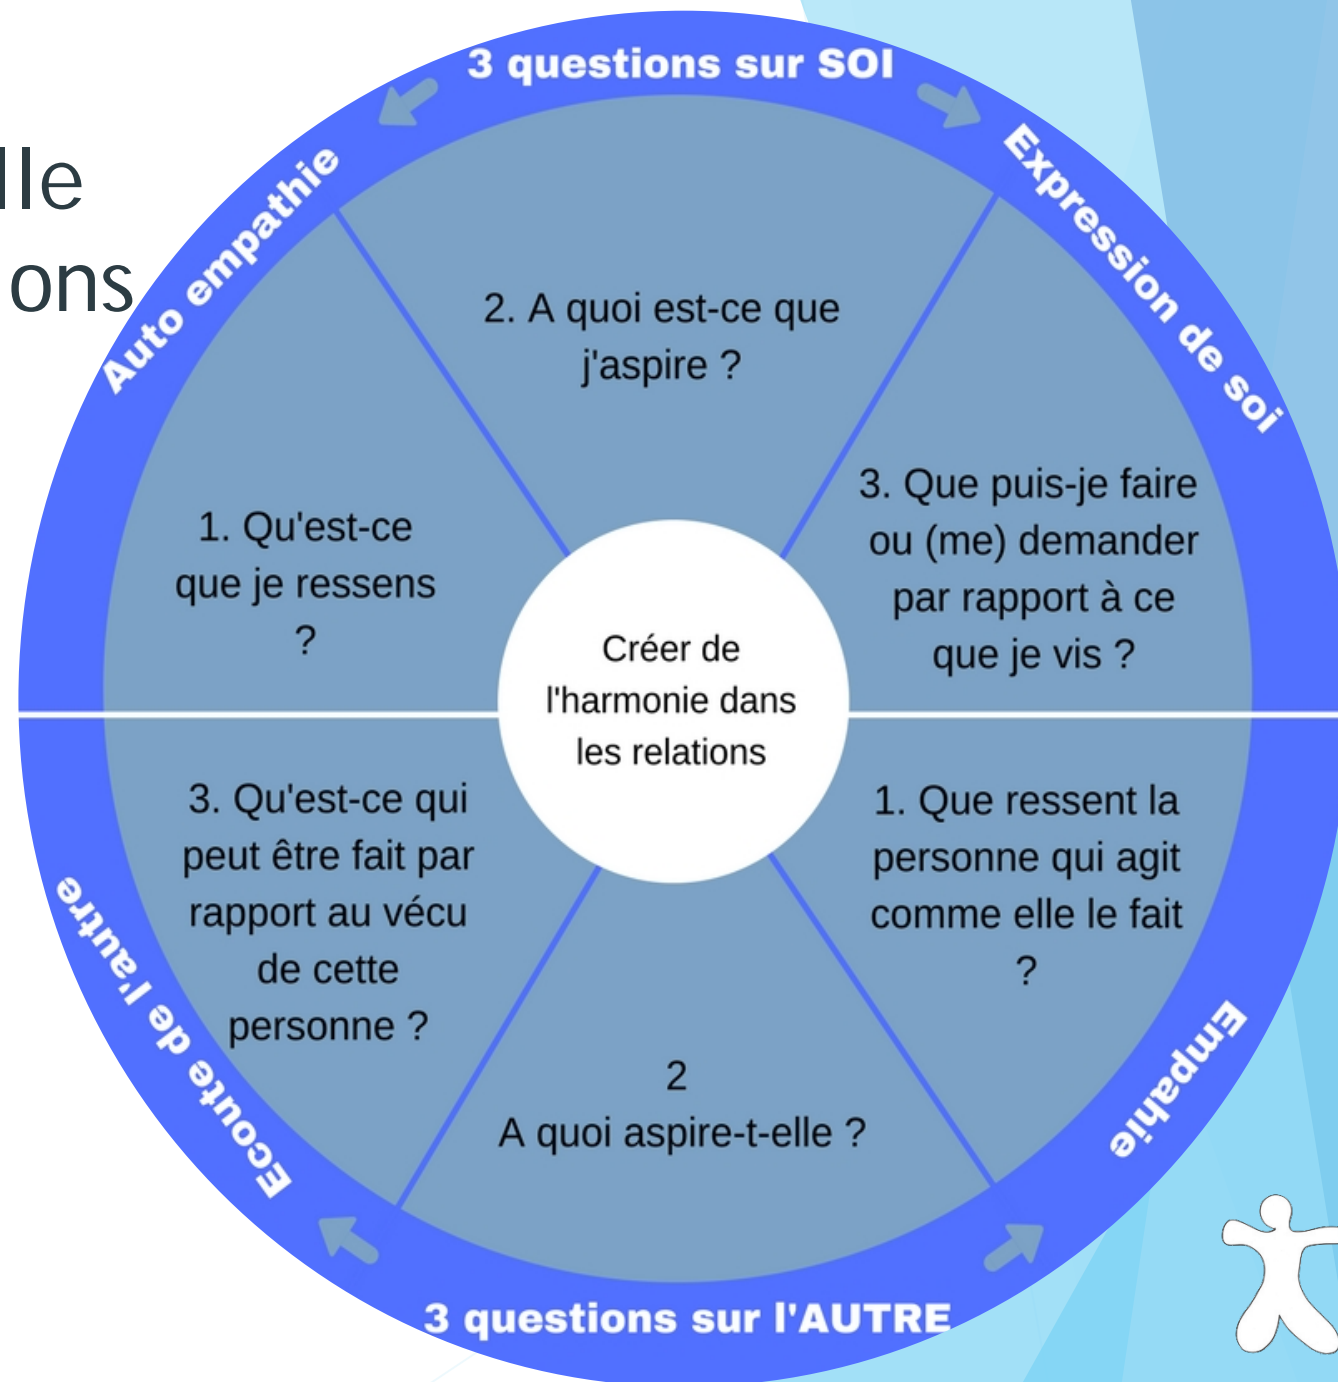 lle
ons
3 questions sur SOI
Auto empathie
Expression de soi
2. A quoi est-ce que
j'aspire ?
1. Qu'est-ce
que je ressens
?
3. Que puis-je faire
ou (me) demander
par rapport à ce
que je vis ?
Créer de
l'harmonie dans
les relations
3. Qu'est-ce qui
peut être fait par
rapport au vécu
de cette
personne ?
1. Que ressent la
personne qui agit
comme elle le fait
?
2
A quoi aspire-t-elle ?
Ecoute de l'autre
Empahie
3 questions sur l'AUTRE